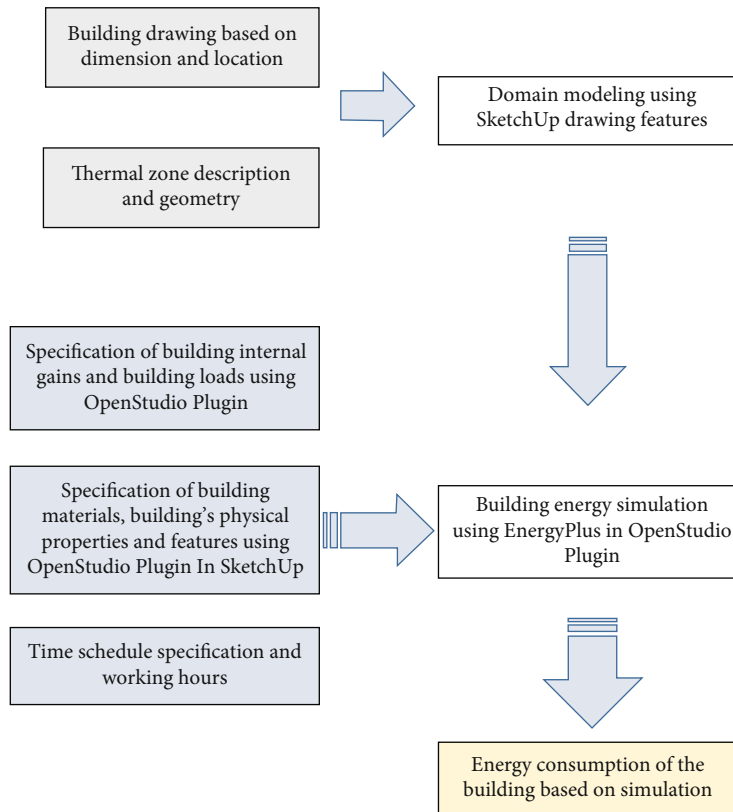 Building drawing based on
dimension and location
Domain modeling using
SketchUp drawing features
Thermal zone description
and geometry
Specification of building internal
gains and building loads using
OpenStudio Plugin
Specification of building
materials, building's physical
properties and features using
OpenStudio Plugin In SketchUp
Building energy simulation
using EnergyPlus in OpenStudio
Plugin
Time schedule specification and
working hours
Energy consumption of the
building based on simulation